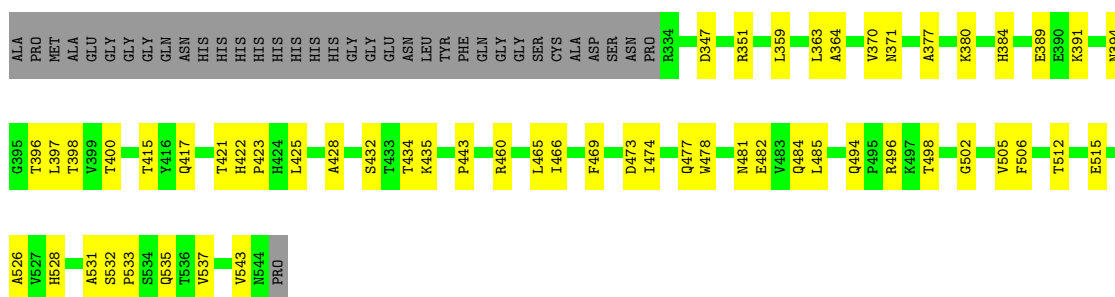 ALA PRO MET ALA GLU GLY GLY GLY GLY GLN ASN HIS HIS HIS HIS HIS HIS HIS HIS GLY GLY GLU ASN LEU TYR PHE GLN GLY GLY SER CYS ALA ASP SER ASN PRO R334 D347 R351 L359 L363 A364 V370 N371 A377 K380 H384 E389 E390 K391 N394
G395 T396 L397 T398 V399 T400 T415 Y416 Q417 T421 H422 P423 H424 L425 A428 S432 T433 T434 K435 P443 R460 L465 I466 F469 D473 I474 Q477 W478 N481 E482 V483 Q484 L485 Q494 P495 R496 K497 T498 G502 V505 F506 T512 E515
A526 V527 H528 A531 S532 P533 S534 Q535 T536 V537 V543 N544 PRO